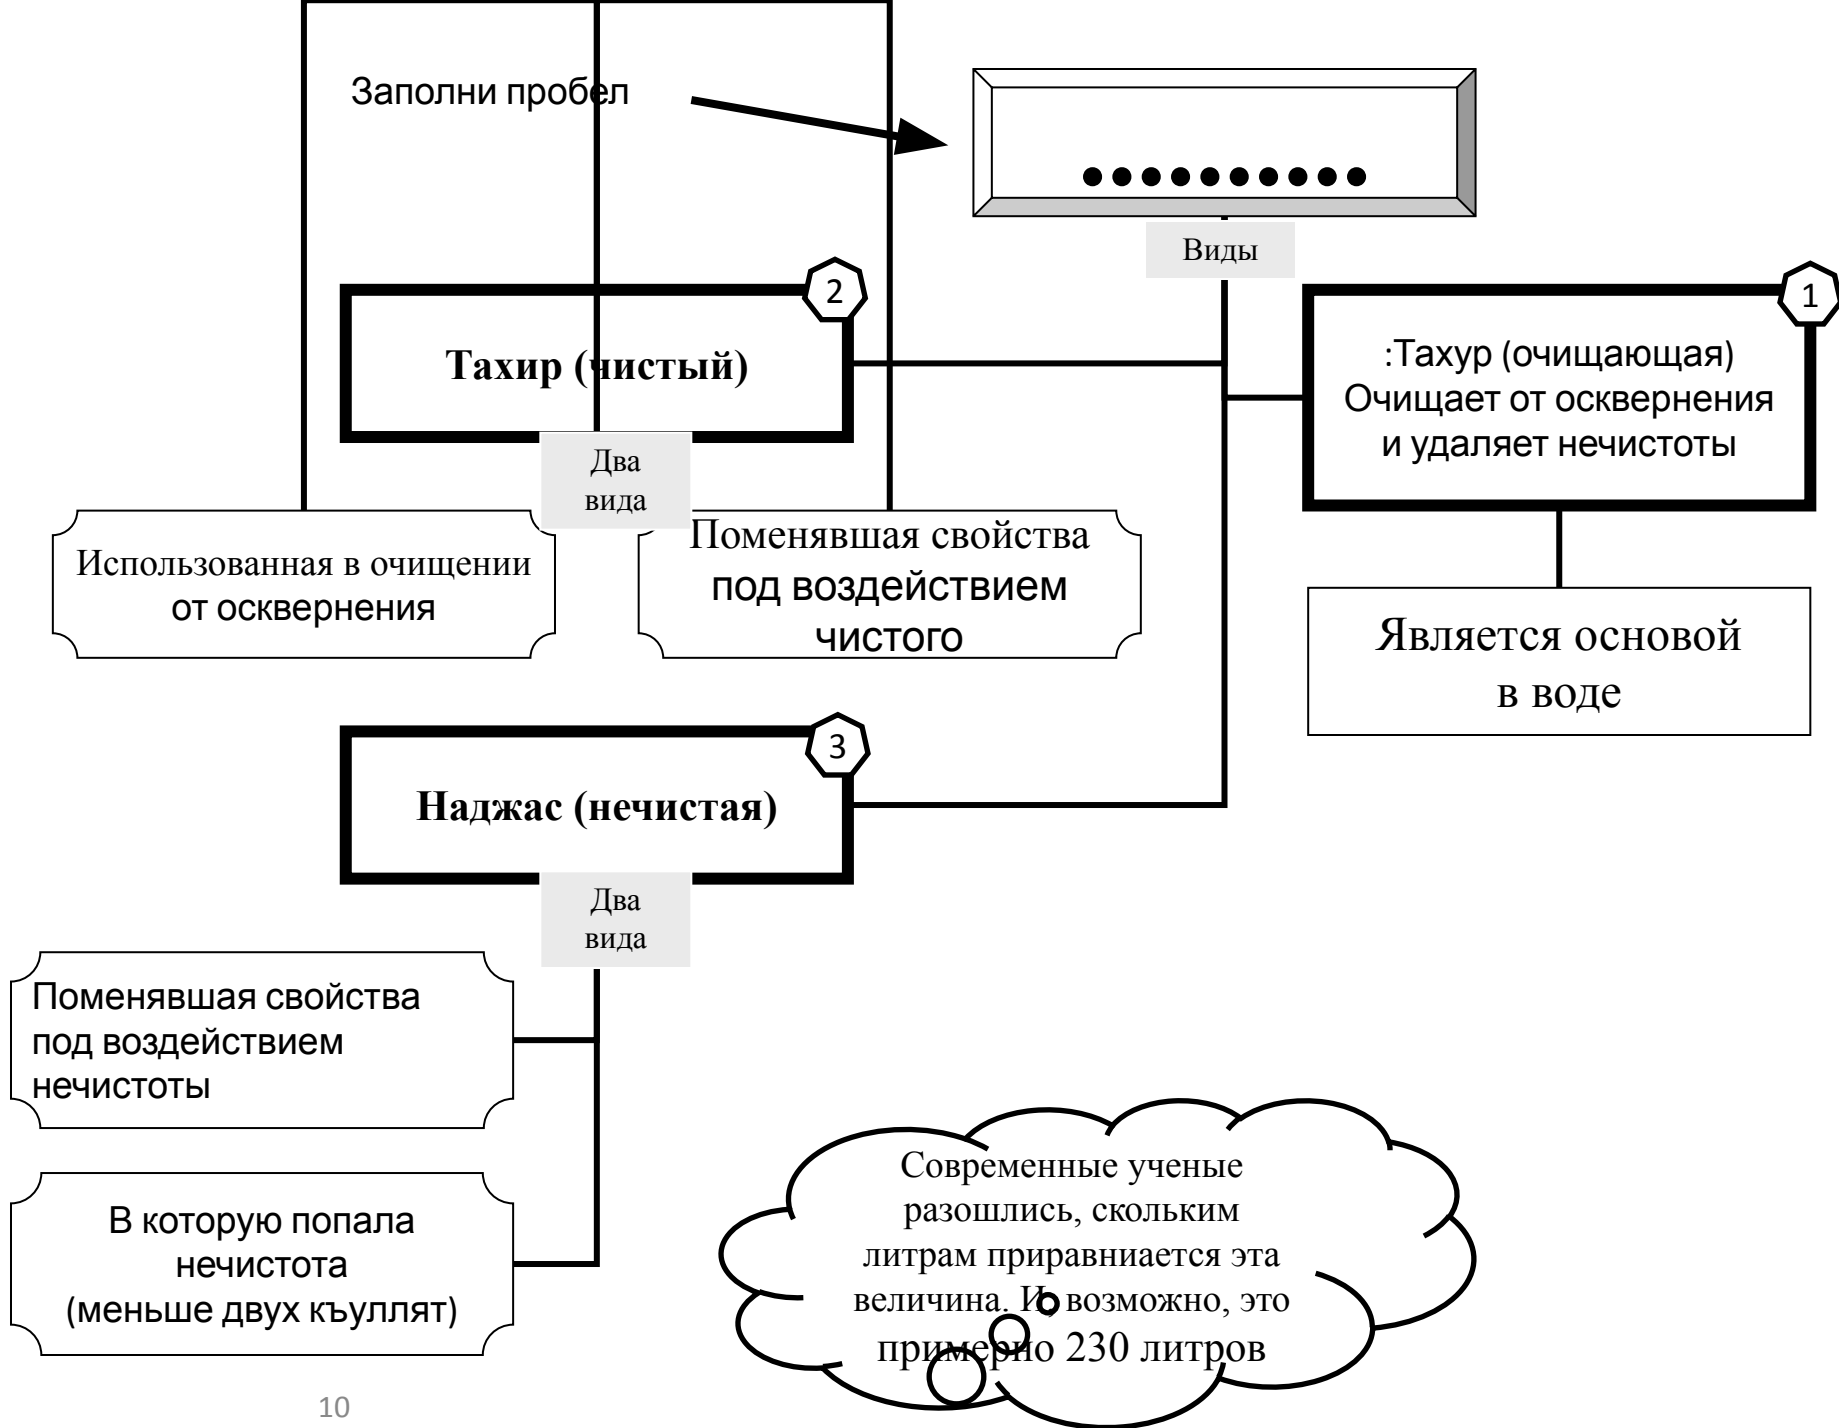 Заполни пробел
..........
Виды
2
Тахир (чистый)
1
:Тахур (очищающая)
Очищает от осквернения
и удаляет нечистоты
Два
вида
Использованная в очищении
от осквернения
Поменявшая свойства
под воздействием
чистого
Является основой
в воде
3
Наджас (нечистая)
Два
вида
Поменявшая свойства
под воздействием
нечистоты
В которую попала
нечистота
(меньше двух къуллят)
Современные ученые
разошлись, скольким
литрам приравниается эта
величина. И, возможно, это
примерно 230 литров
10